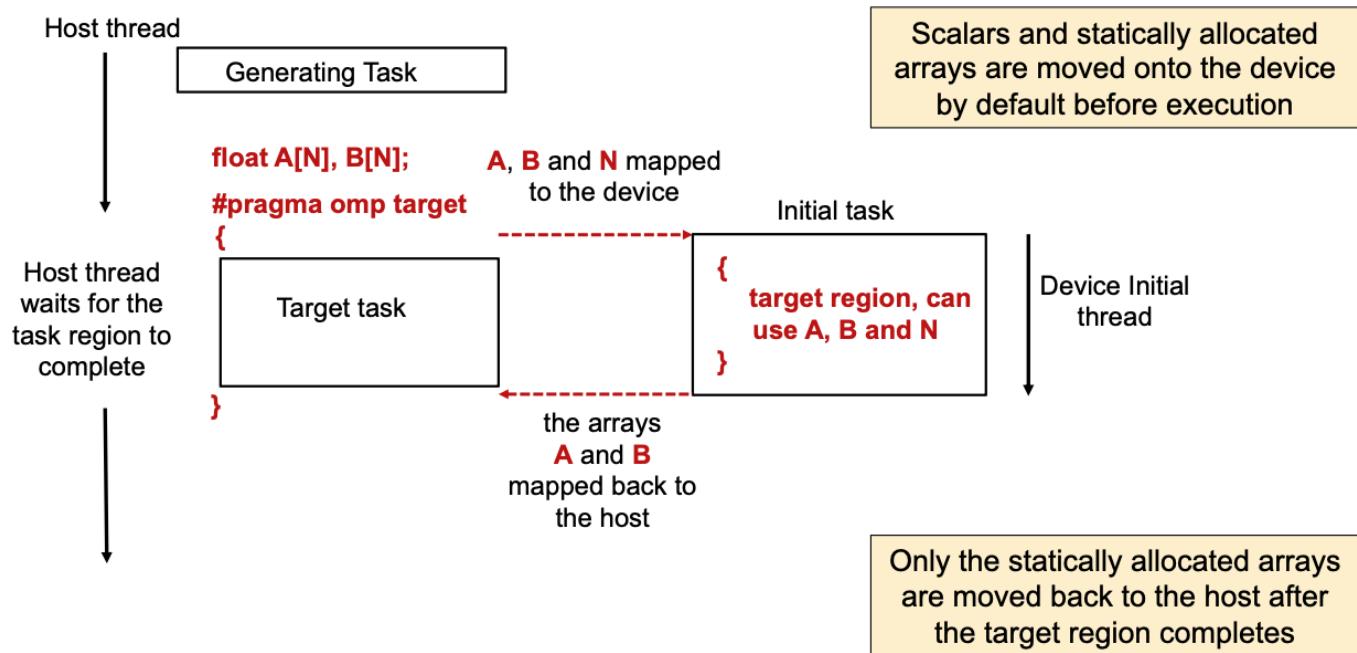 Host thread
Generating Task
Scalars and statically allocated
arrays are moved onto the device
by default before execution
float A[N], B[N];
#pragma omp target
{
A, B and N mapped
to the device
Initial task
Host thread
waits for the
task region to
complete
Target task
{
target region, can
use A, B and N
}
Device Initial
thread
}
the arrays
A and B
mapped back to
the host
Only the statically allocated arrays
are moved back to the host after
the target region completes